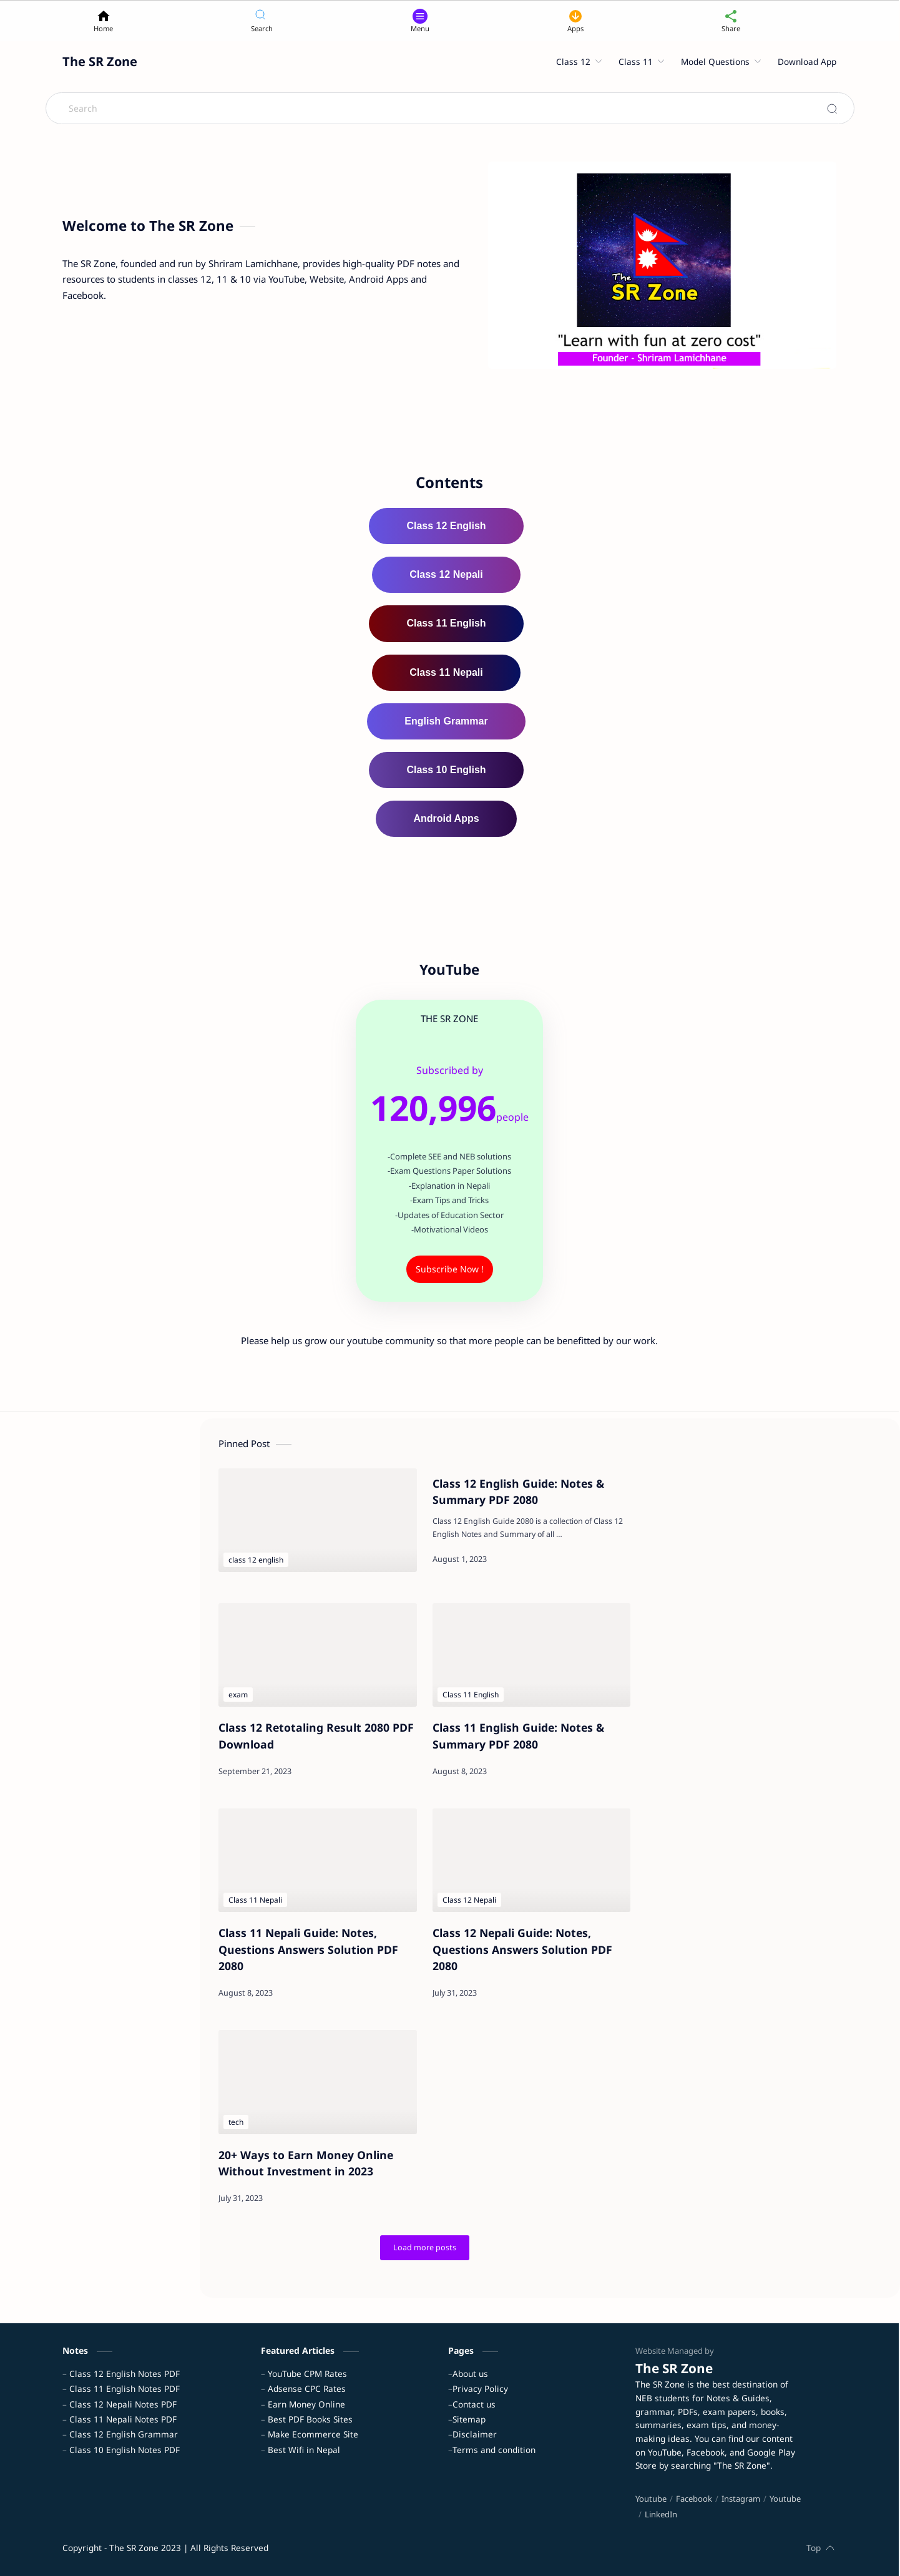 Home
Search
Menu
Apps
Share
The SR Zone
Class 12
Class 11
Model Questions
Download App
Search
Welcome to The SR Zone
The SR Zone, founded and run by Shriram Lamichhane, provides high-quality PDF notes and
resources to students in classes 12, 11 & 10 via YouTube, Website, Android Apps and
Facebook.
The
SR Zone
"Learn with fun at zero cost"
Founder - Shriram Lamichhane
Contents
Class 12 English
Class 12 Nepali
Class 11 English
Class 11 Nepali
English Grammar
Class 10 English
Android Apps
YouTube
THE SR ZONE
Subscribed by
120,996people
-Complete SEE and NEB solutions
-Exam Questions Paper Solutions
-Explanation in Nepali
-Exam Tips and Tricks
-Updates of Education Sector
-Motivational Videos
Subscribe Now !
Please help us grow our youtube community so that more people can be benefitted by our work.
Pinned Post
class 12 english
Class 12 English Guide: Notes &
Summary PDF 2080
Class 12 English Guide 2080 is a collection of Class 12
English Notes and Summary of all ...
August 1, 2023
exam
Class 12 Retotaling Result 2080 PDF
Download
September 21, 2023
Class 11 English
Class 11 English Guide: Notes &
Summary PDF 2080
August 8, 2023
Class 11 Nepali
Class 11 Nepali Guide: Notes,
Questions Answers Solution PDF
2080
August 8, 2023
Class 12 Nepali
Class 12 Nepali Guide: Notes,
Questions Answers Solution PDF
2080
July 31, 2023
tech
20+ Ways to Earn Money Online
Without Investment in 2023
July 31, 2023
Load more posts
Notes
– Class 12 English Notes PDF
– Class 11 English Notes PDF
– Class 12 Nepali Notes PDF
– Class 11 Nepali Notes PDF
– Class 12 English Grammar
– Class 10 English Notes PDF
Featured Articles
– YouTube CPM Rates
– Adsense CPC Rates
– Earn Money Online
– Best PDF Books Sites
– Make Ecommerce Site
– Best Wifi in Nepal
Pages
–About us
–Privacy Policy
–Contact us
–Sitemap
–Disclaimer
–Terms and condition
Website Managed by
The SR Zone
The SR Zone is the best destination of
NEB students for Notes & Guides,
grammar, PDFs, exam papers, books,
summaries, exam tips, and money-
making ideas. You can find our content
on YouTube, Facebook, and Google Play
Store by searching "The SR Zone".
Youtube / Facebook / Instagram / Youtube
/ LinkedIn
Copyright - The SR Zone 2023 | All Rights Reserved
Top